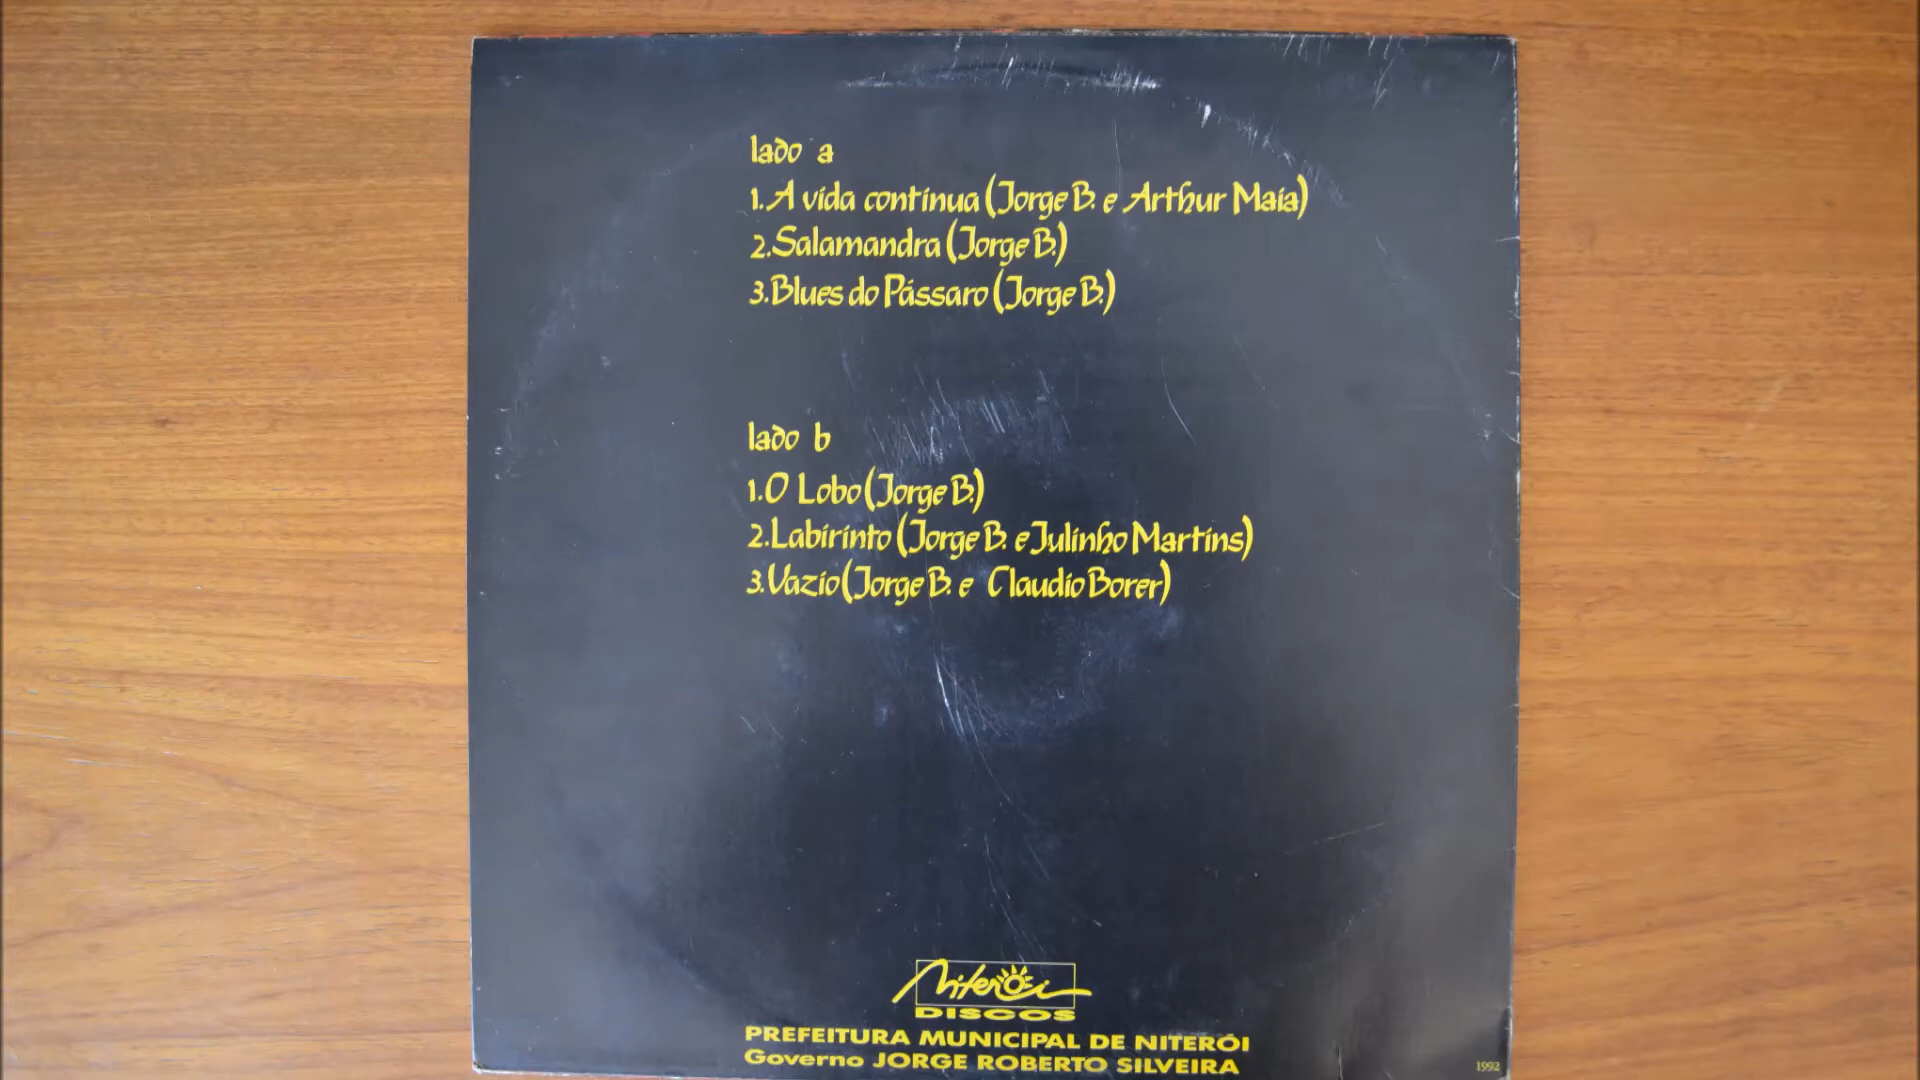 lado a
1. A vida continua (Jorge B. e Arthur Maia)
2. Salamandra (Jorge B.)
3. Blues do Pássaro (Jorge B.)
lado b
1. O Lobo (Jorge B.)
2. Labirinto (Jorge B. e Julinho Martins)
3. Vazio (Jorge B. e Claudio Borer)
Niterói
DISCOS
PREFEITURA MUNICIPAL DE NITERÓI
Governo JORGE ROBERTO SILVEIRA
1992